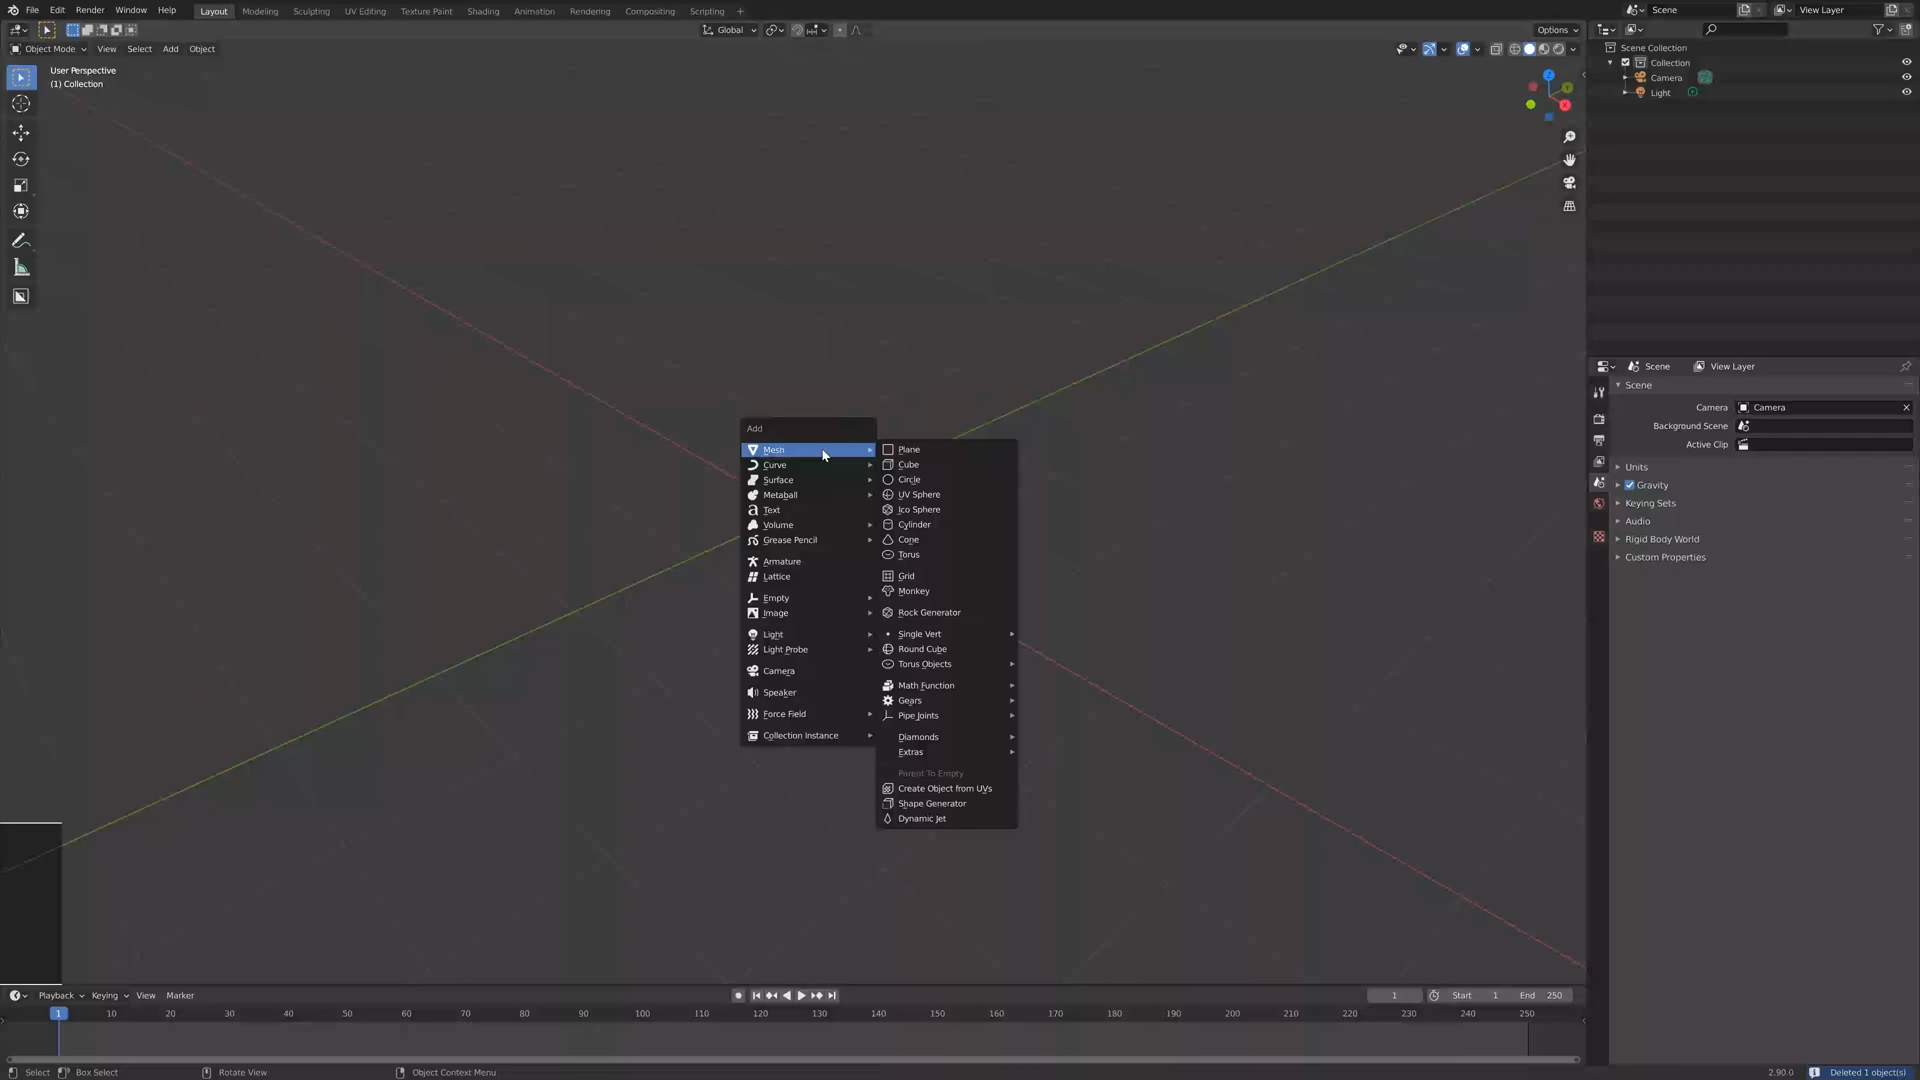 File Edit Render Window Help Layout Modeling Sculpting UV Editing Texture Paint Shading Animation Rendering Compositing Scripting + Scene View Layer
Global Options
Object Mode View Select Add Object
User Perspective
(1) Collection
Z
Y
X
Scene Collection
Collection
Camera
Light
Add
Mesh
Curve
Surface
Metaball
Text
Volume
Grease Pencil
Armature
Lattice
Empty
Image
Light
Light Probe
Camera
Speaker
Force Field
Collection Instance
Plane
Cube
Circle
UV Sphere
Ico Sphere
Cylinder
Cone
Torus
Grid
Monkey
Rock Generator
Single Vert
Round Cube
Torus Objects
Math Function
Gears
Pipe Joints
Diamonds
Extras
Parent To Empty
Create Object from UVs
Shape Generator
Dynamic Jet
Scene View Layer
Scene
Camera Camera
Background Scene
Active Clip
Units
Gravity
Keying Sets
Audio
Rigid Body World
Custom Properties
Playback Keying View Marker 1 Start 1 End 250
1 10 20 30 40 50 60 70 80 90 100 110 120 130 140 150 160 170 180 190 200 210 220 230 240 250
Select Box Select Rotate View Object Context Menu 2.90.0 Deleted 1 object(s)